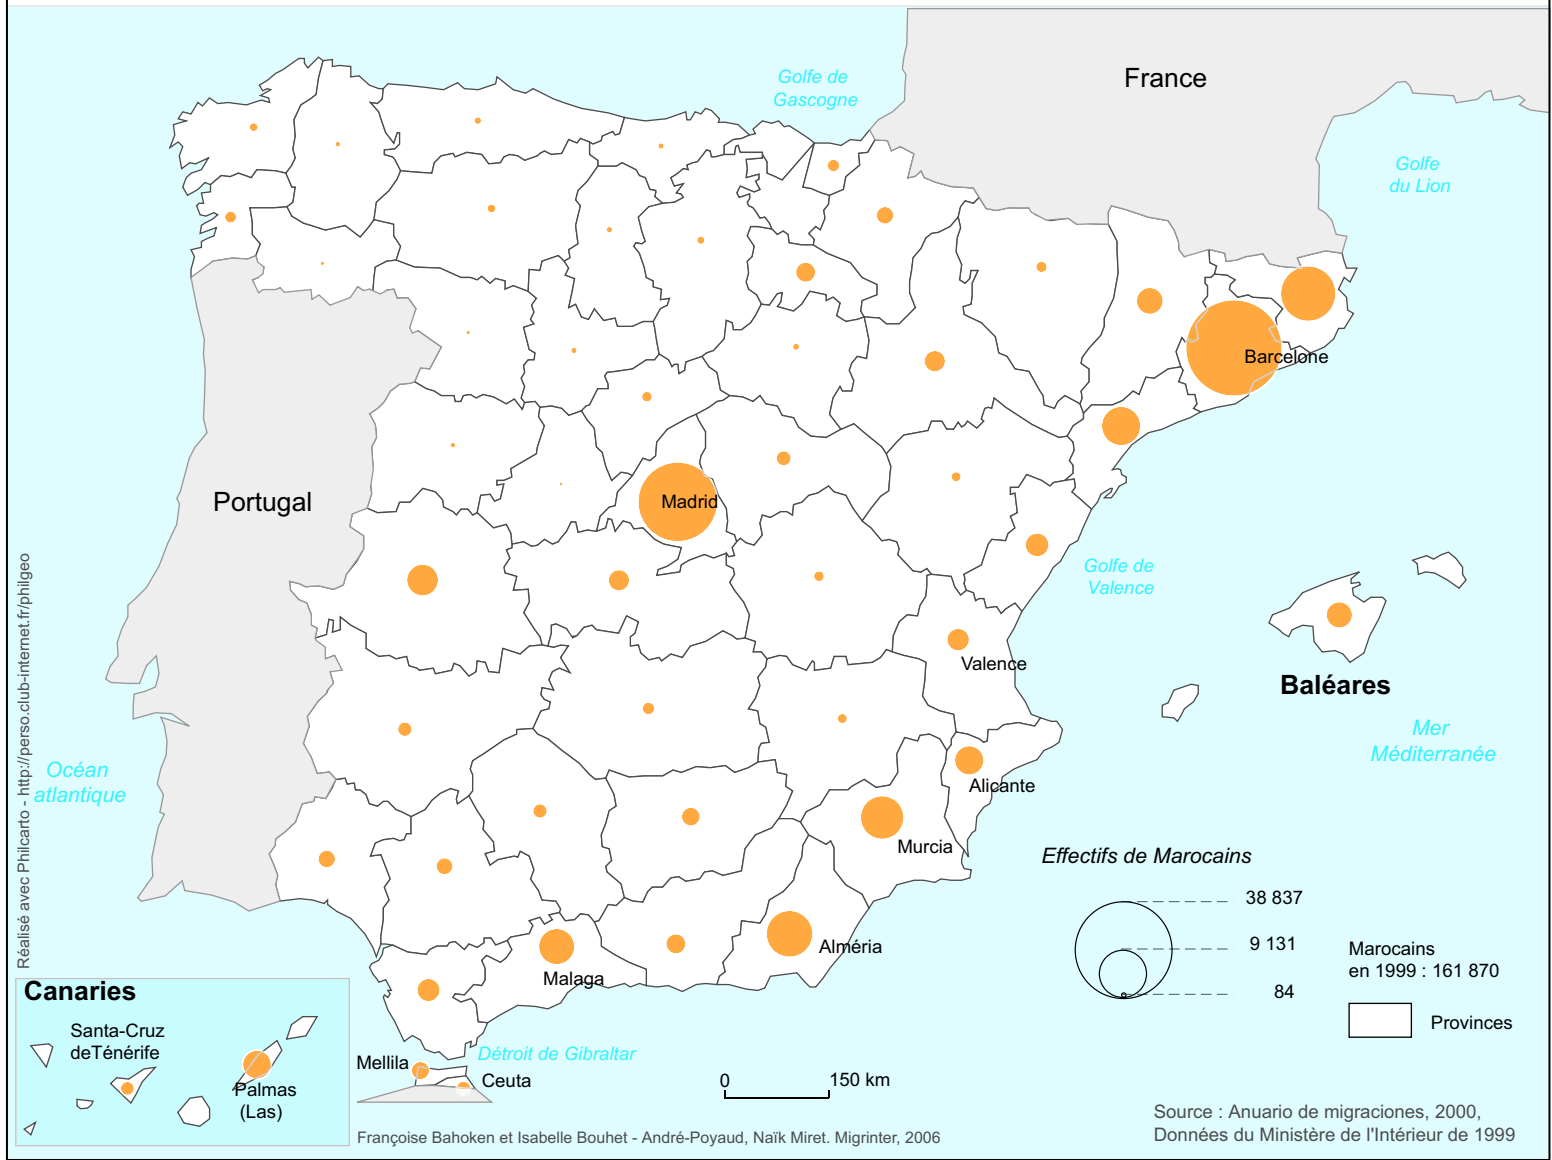 Golfe de
Gascogne
France
Golfe
du Lion
Barcelone
Portugal
Madrid
Golfe de
Valence
Valence
Baléares
Mer
Méditerranée
Océan
atlantique
Alicante
Murcia
Alméria
Malaga
Effectifs de Marocains
38 837
9 131
84
Marocains
en 1999 : 161 870
Provinces
Canaries
Santa-Cruz
deTénérife
Palmas
(Las)
Mellila
Détroit de Gibraltar
Ceuta
0
150 km
Françoise Bahoken et Isabelle Bouhet - André-Poyaud, Naïk Miret. Migrinter, 2006
Source : Anuario de migraciones, 2000,
Données du Ministère de l'Intérieur de 1999
Réalisé avec Philcarto - http://perso.club-internet.fr/philgeo